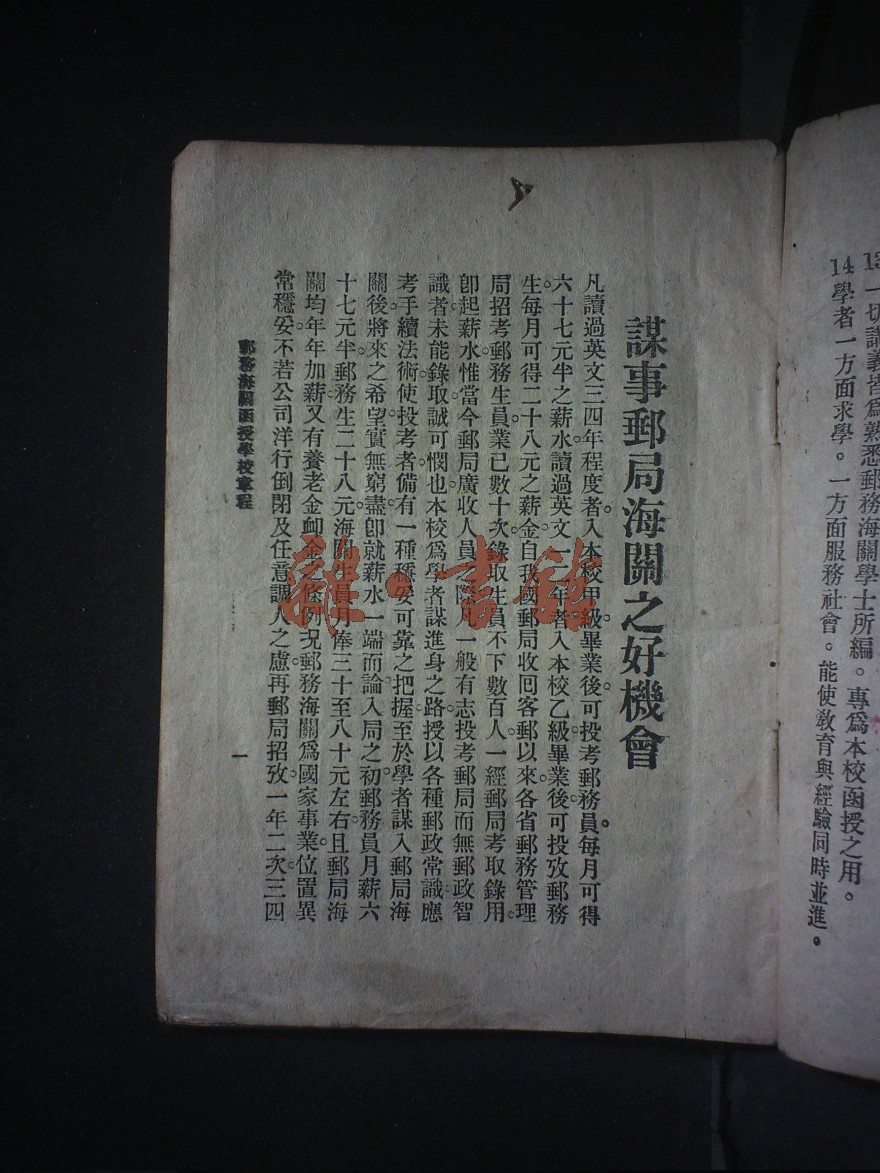 13一切講義皆爲熟悉郵務海關學士所編。專爲本校函授之用。
14學者一方面求學。一方面服務社會。能使敎育與經驗同時並進。
謀事郵局海關之好機會
凡讀過英文三四年程度者。入本校甲級畢業後。可投考郵務員。每月可得
六十七元半之薪水。讀過英文一二年者。入本校乙級畢業後。可投攷郵務
生。每月可得二十八元之薪金。自我國郵局收回客郵以來。各省郵務管理
局招考郵務生員。業已數十次。錄取生員不下數百人。一經郵局考取錄用。
卽起薪水。惟當今郵局廣收人員之際。凡一般有志投考郵局而無郵政智
識者未能錄取。誠可憫也。本校爲學者謀進身之路。授以各種郵政常識應
考手續法術。使投考者備有一種穩妥可靠之把握。至於學者謀入郵局海
關後。將來之希望實無窮盡。卽就薪水一端而論。入局之初。郵務員月薪六
十七元半。郵務生二十八元。海關生員月俸三十至八十元左右。且郵局海
關均年年加薪。又有養老金卹金之條例。况郵務海關爲國家事業。位置異
常穩妥。不若公司洋行倒閉及任意調人之慮。再郵局招攷。一年二次三四
郵務海關函授學校章程
一
雜·書館